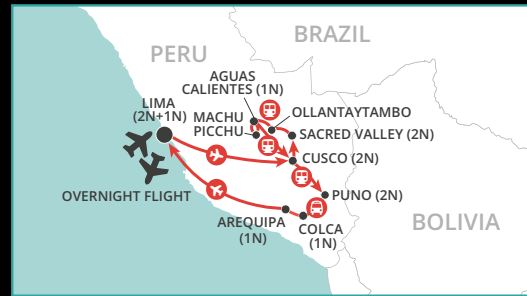 BRAZIL
PERU
AGUAS
CALIENTES (1N)
LIMA
(2N+1N)
OLLANTAYTAMBO
MACHU
PICCHU
SACRED VALLEY (2N)
CUSCO (2N)
OVERNIGHT FLIGHT
PUNO (2N)
AREQUIPA
(1N)
COLCA
(1N)
BOLIVIA